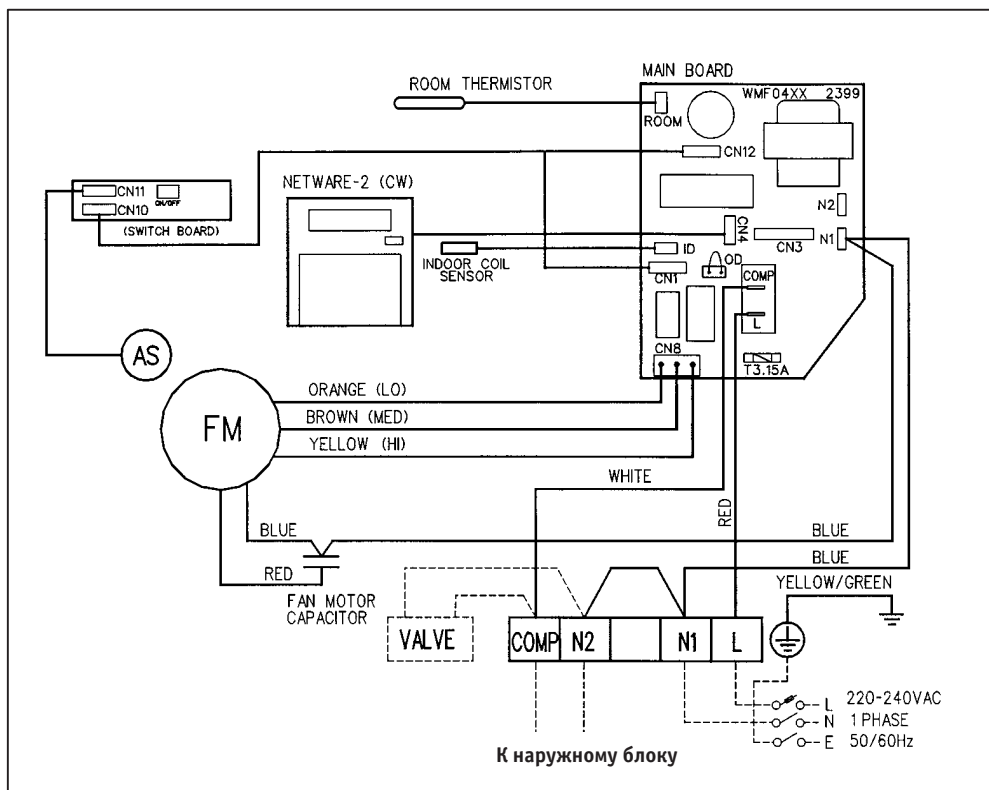 MAIN BOARD
ROOM THERMISTOR
WMF04XX 2399
ROOM
CN12
CN11
ON/OFF
CN10
(SWITCH BOARD)
NETWARE-2 (CW)
N2
CN4
CN3
N1
INDOOR COIL
SENSOR
ID
OD
CN1
COMP
L
CN8
T3.15A
AS
FM
ORANGE (LO)
BROWN (MED)
YELLOW (HI)
WHITE
RED
BLUE
BLUE
RED
BLUE
FAN MOTOR
CAPACITOR
YELLOW/GREEN
VALVE
COMP
N2
N1
L
L 220-240VAC
N 1 PHASE
E 50/60Hz
К наружному блоку